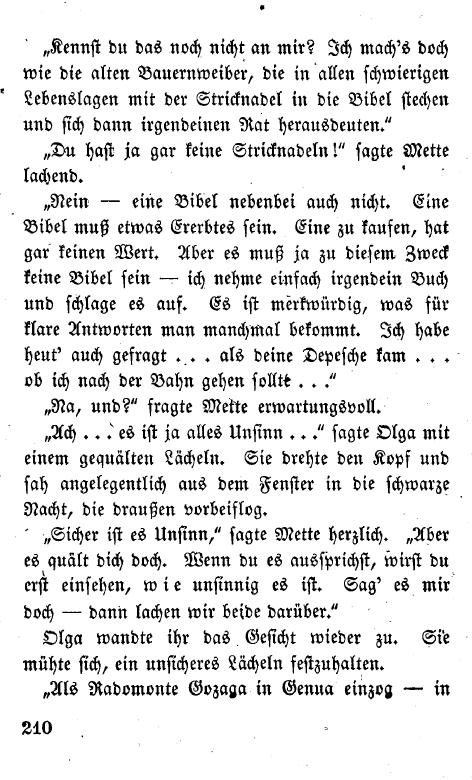 „Kennst du das noch nicht an mir? Ich mach's doch
wie die alten Bauernweiber, die in allen schwierigen
Lebenslagen mit der Stricknadel in die Bibel stechen
und sich dann irgendeinen Rat herausdeuten.“
„Du hast ja gar keine Stricknadeln!“ sagte Mette
lachend.
„Nein — eine Bibel nebenbei auch nicht. Eine
Bibel muß etwas Ererbtes sein. Eine zu kaufen, hat
gar keinen Wert. Aber es muß ja zu diesem Zweck
keine Bibel sein — ich nehme einfach irgendein Buch
und schlage es auf. Es ist merkwürdig, was für
klare Antworten man manchmal bekommt. Ich habe
heut' auch gefragt . . . als deine Depesche kam . . .
ob ich nach der Bahn gehen sollte . . .“
„Na, und?“ fragte Mette erwartungsvoll.
„Ach . . . es ist ja alles Unsinn . . .“ sagte Olga mit
einem gequälten Lächeln. Sie drehte den Kopf und
sah angelegentlich aus dem Fenster in die schwarze
Nacht, die draußen vorbeiflog.
„Sicher ist es Unsinn,“ sagte Mette herzlich. „Aber
es quält dich doch. Wenn du es aussprichst, wirst du
erst einsehen, wie unsinnig es ist. Sag' es mir
doch — dann lachen wir beide darüber.“
Olga wandte ihr das Gesicht wieder zu. Sie
mühte sich, ein unsicheres Lächeln festzuhalten.
„Als Radomonte Gozaga in Genua einzog — in
210